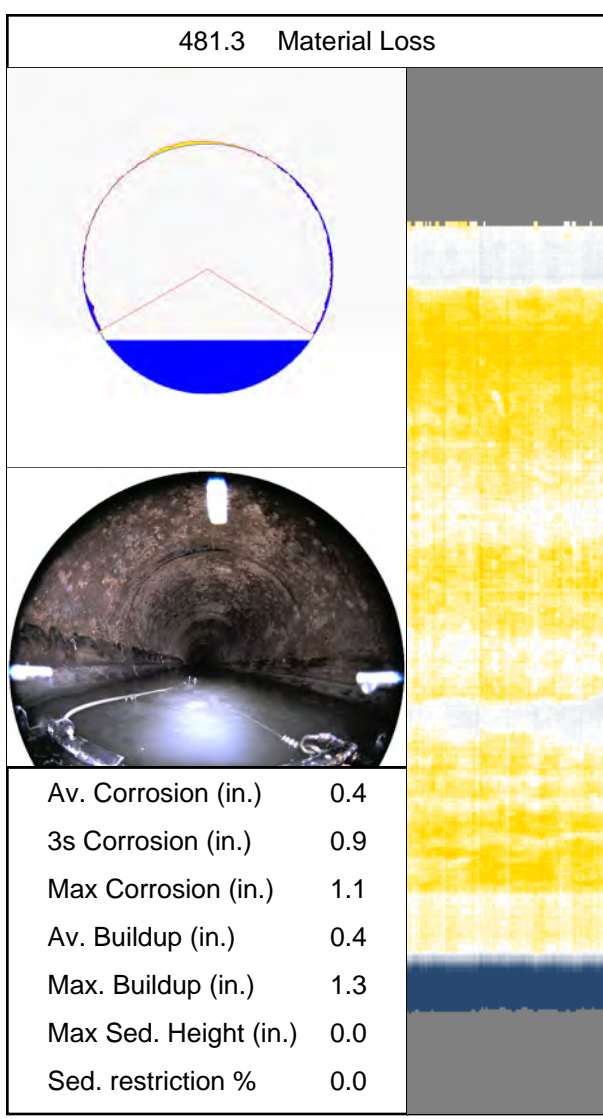 481.3 Material Loss
Av. Corrosion (in.) 0.4
3s Corrosion (in.) 0.9
Max Corrosion (in.) 1.1
Av. Buildup (in.) 0.4
Max. Buildup (in.) 1.3
Max Sed. Height (in.) 0.0
Sed. restriction % 0.0